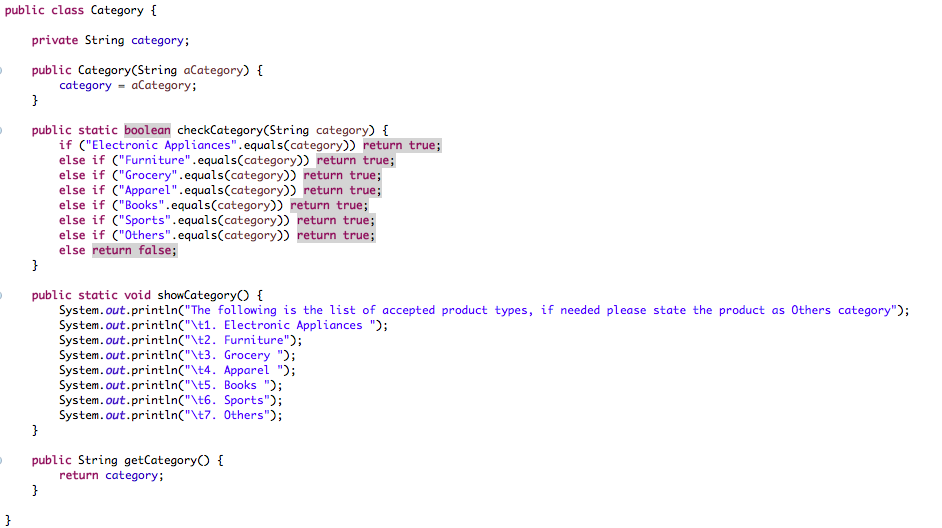 public class Category {
private String category;
public Category(String aCategory) {
category = aCategory;
}
public static boolean checkCategory(String category) {
if ("Electronic Appliances".equals(category)) return true;
else if ("Furniture".equals(category)) return true;
else if ("Grocery".equals(category)) return true;
else if ("Apparel".equals(category)) return true;
else if ("Books".equals(category)) return true;
else if ("Sports".equals(category)) return true;
else if ("Others".equals(category)) return true;
else return false;
}
public static void showCategory() {
System.out.println("The following is the list of accepted product types, if needed please state the product as Others category");
System.out.println("\t1. Electronic Appliances ");
System.out.println("\t2. Furniture");
System.out.println("\t3. Grocery ");
System.out.println("\t4. Apparel ");
System.out.println("\t5. Books ");
System.out.println("\t6. Sports");
System.out.println("\t7. Others");
}
public String getCategory() {
return category;
}
}